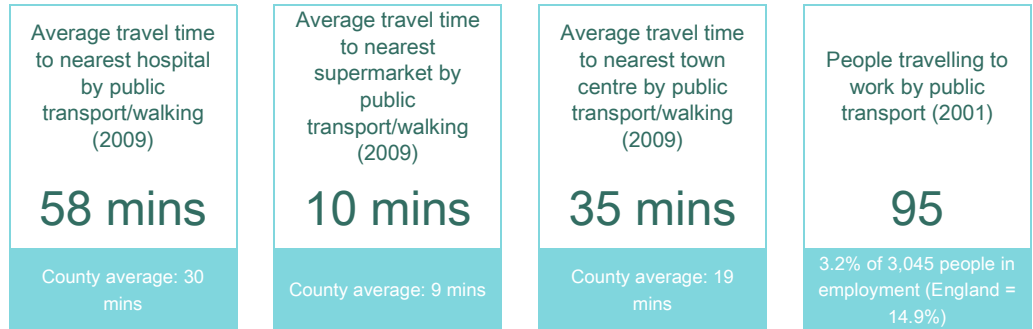 Average travel time
to nearest hospital
by public
transport/walking
(2009)
58 mins
County average: 30
mins
Average travel time
to nearest
supermarket by
public
transport/walking
(2009)
10 mins
County average: 9 mins
Average travel time
to nearest town
centre by public
transport/walking
(2009)
35 mins
County average: 19
mins
People travelling to
work by public
transport (2001)
95
3.2% of 3,045 people in
employment (England =
14.9%)